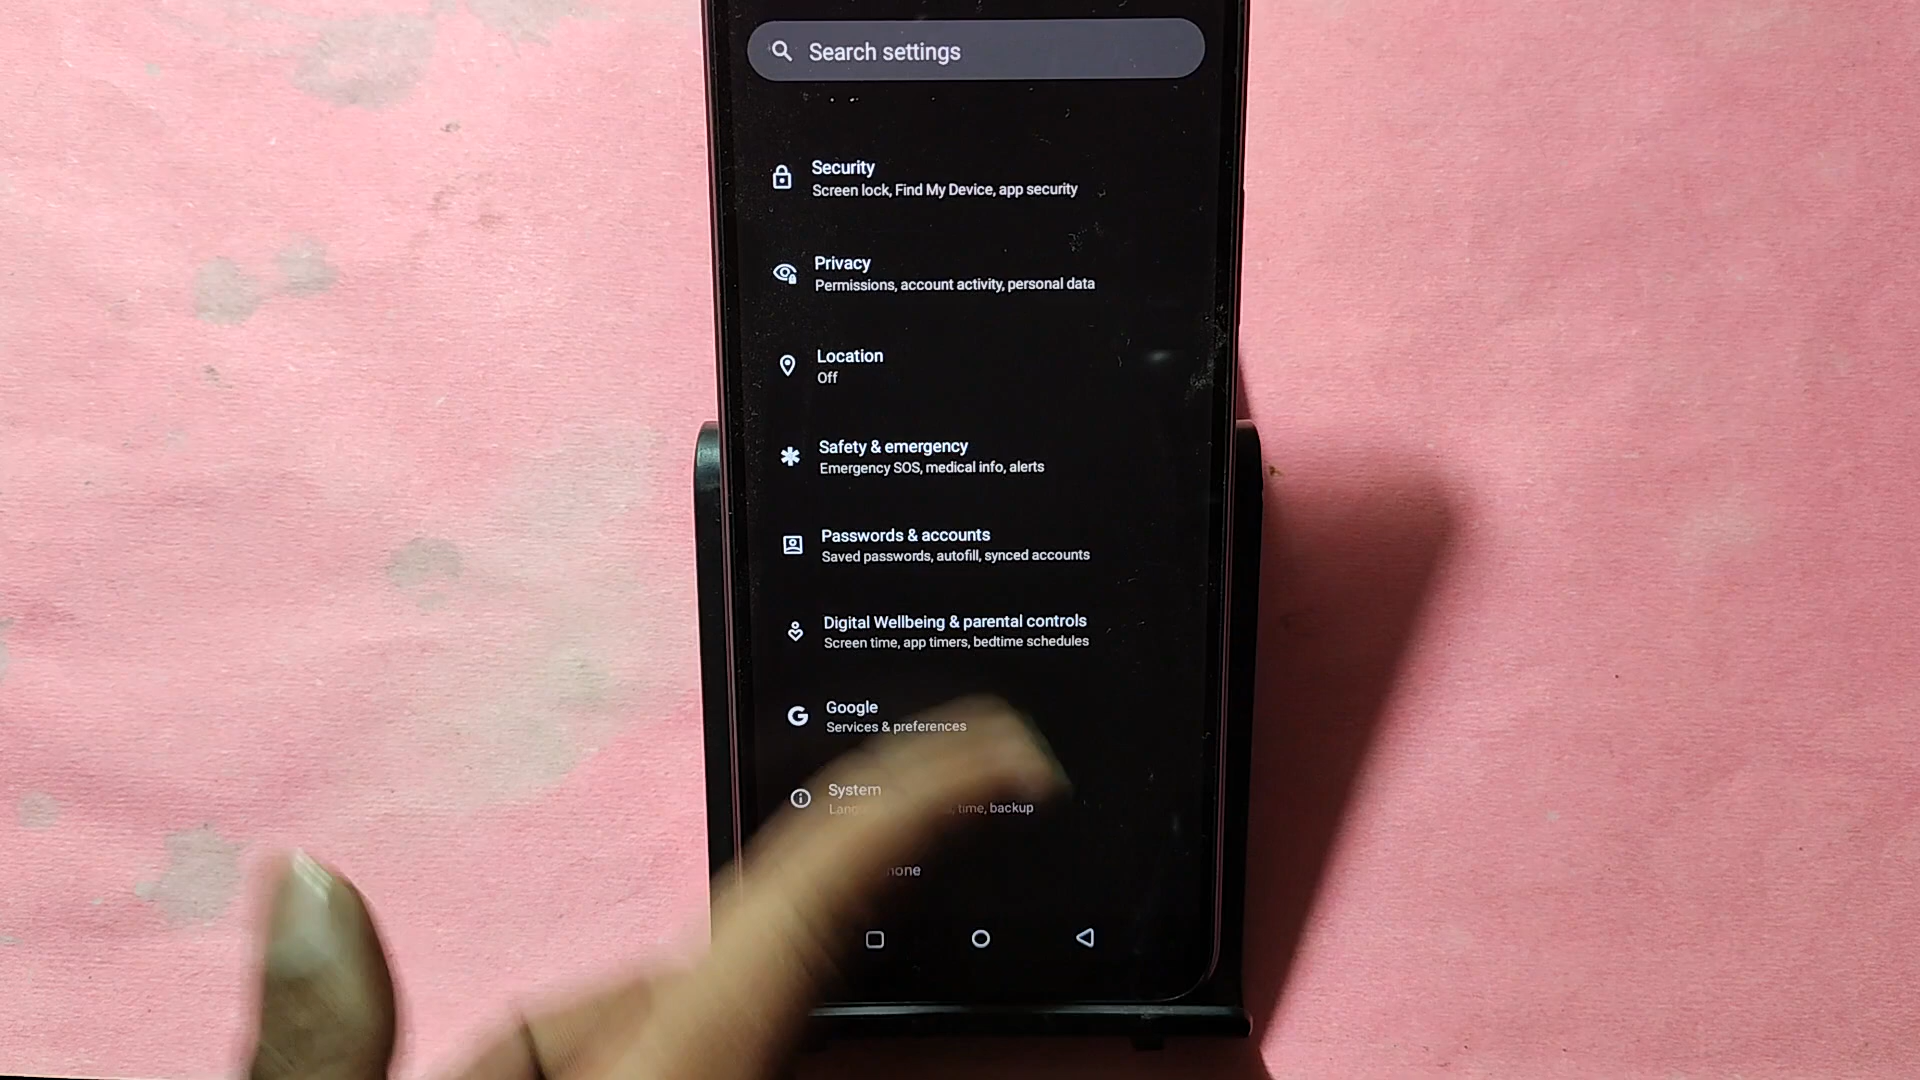 Search settings
Security
Screen lock, Find My Device, app security
Privacy
Permissions, account activity, personal data
Location
Off
Safety & emergency
Emergency SOS, medical info, alerts
Passwords & accounts
Saved passwords, autofill, synced accounts
Digital Wellbeing & parental controls
Screen time, app timers, bedtime schedules
Google
Services & preferences
System
time, backup